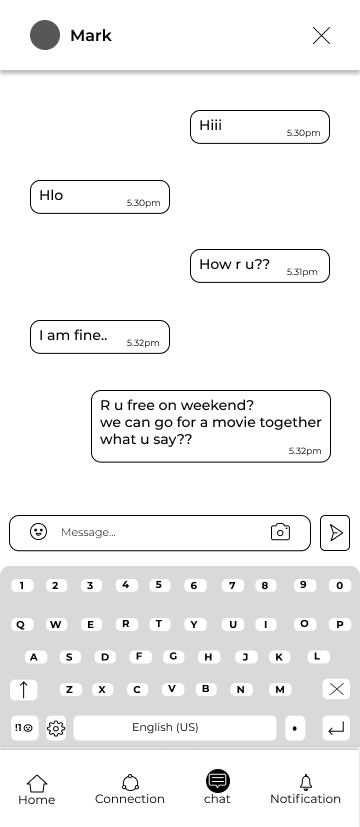 Mark
Hiii
5.30pm
Hlo
5.30pm
How r u??
5.31pm
I am fine..
5.32pm
R u free on weekend?
we can go for a movie together
what u say??
5.32pm
Message...
1 2 3 4 5 6 7 8 9 0
Q W E R T Y U I O P
A S D F G H J K L
Z X C V B N M
!1☺ English (US) •
Home Connection chat Notification